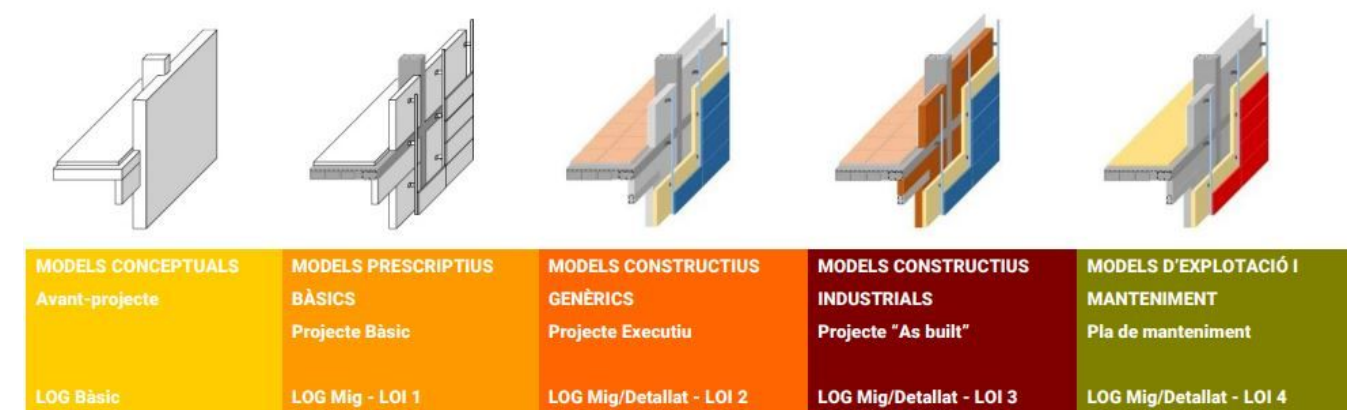 MODELS CONCEPTUALS
Avant-projecte
LOG Bàsic
MODELS PRESCRIPTIUS
BÀSICS
Projecte Bàsic
LOG Mig - LOI 1
MODELS CONSTRUCTIUS
GENÈRICS
Projecte Executiu
LOG Mig/Detallat - LOI 2
MODELS CONSTRUCTIUS
INDUSTRIALS
Projecte “As built”
LOG Mig/Detallat - LOI 3
MODELS D’EXPLOTACIÓ I
MANTENIMENT
Pla de manteniment
LOG Mig/Detallat - LOI 4